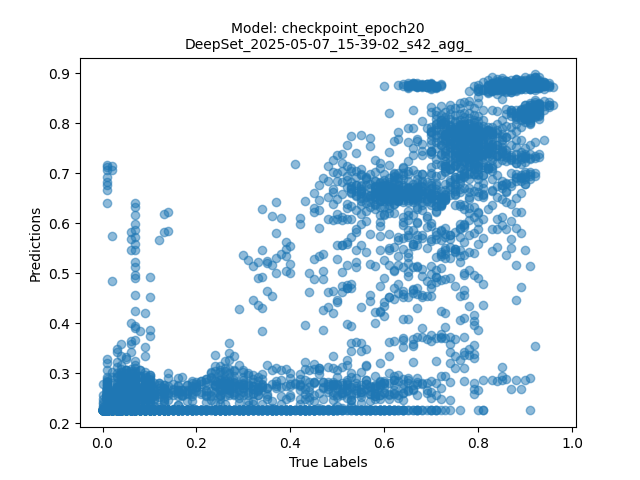 Model: checkpoint_epoch20
DeepSet_2025-05-07_15-39-02_s42_agg_
0.9
0.8
0.7
0.6
0.5
0.4
0.3
0.2
Predictions
0.0 0.2 0.4 0.6 0.8 1.0
True Labels